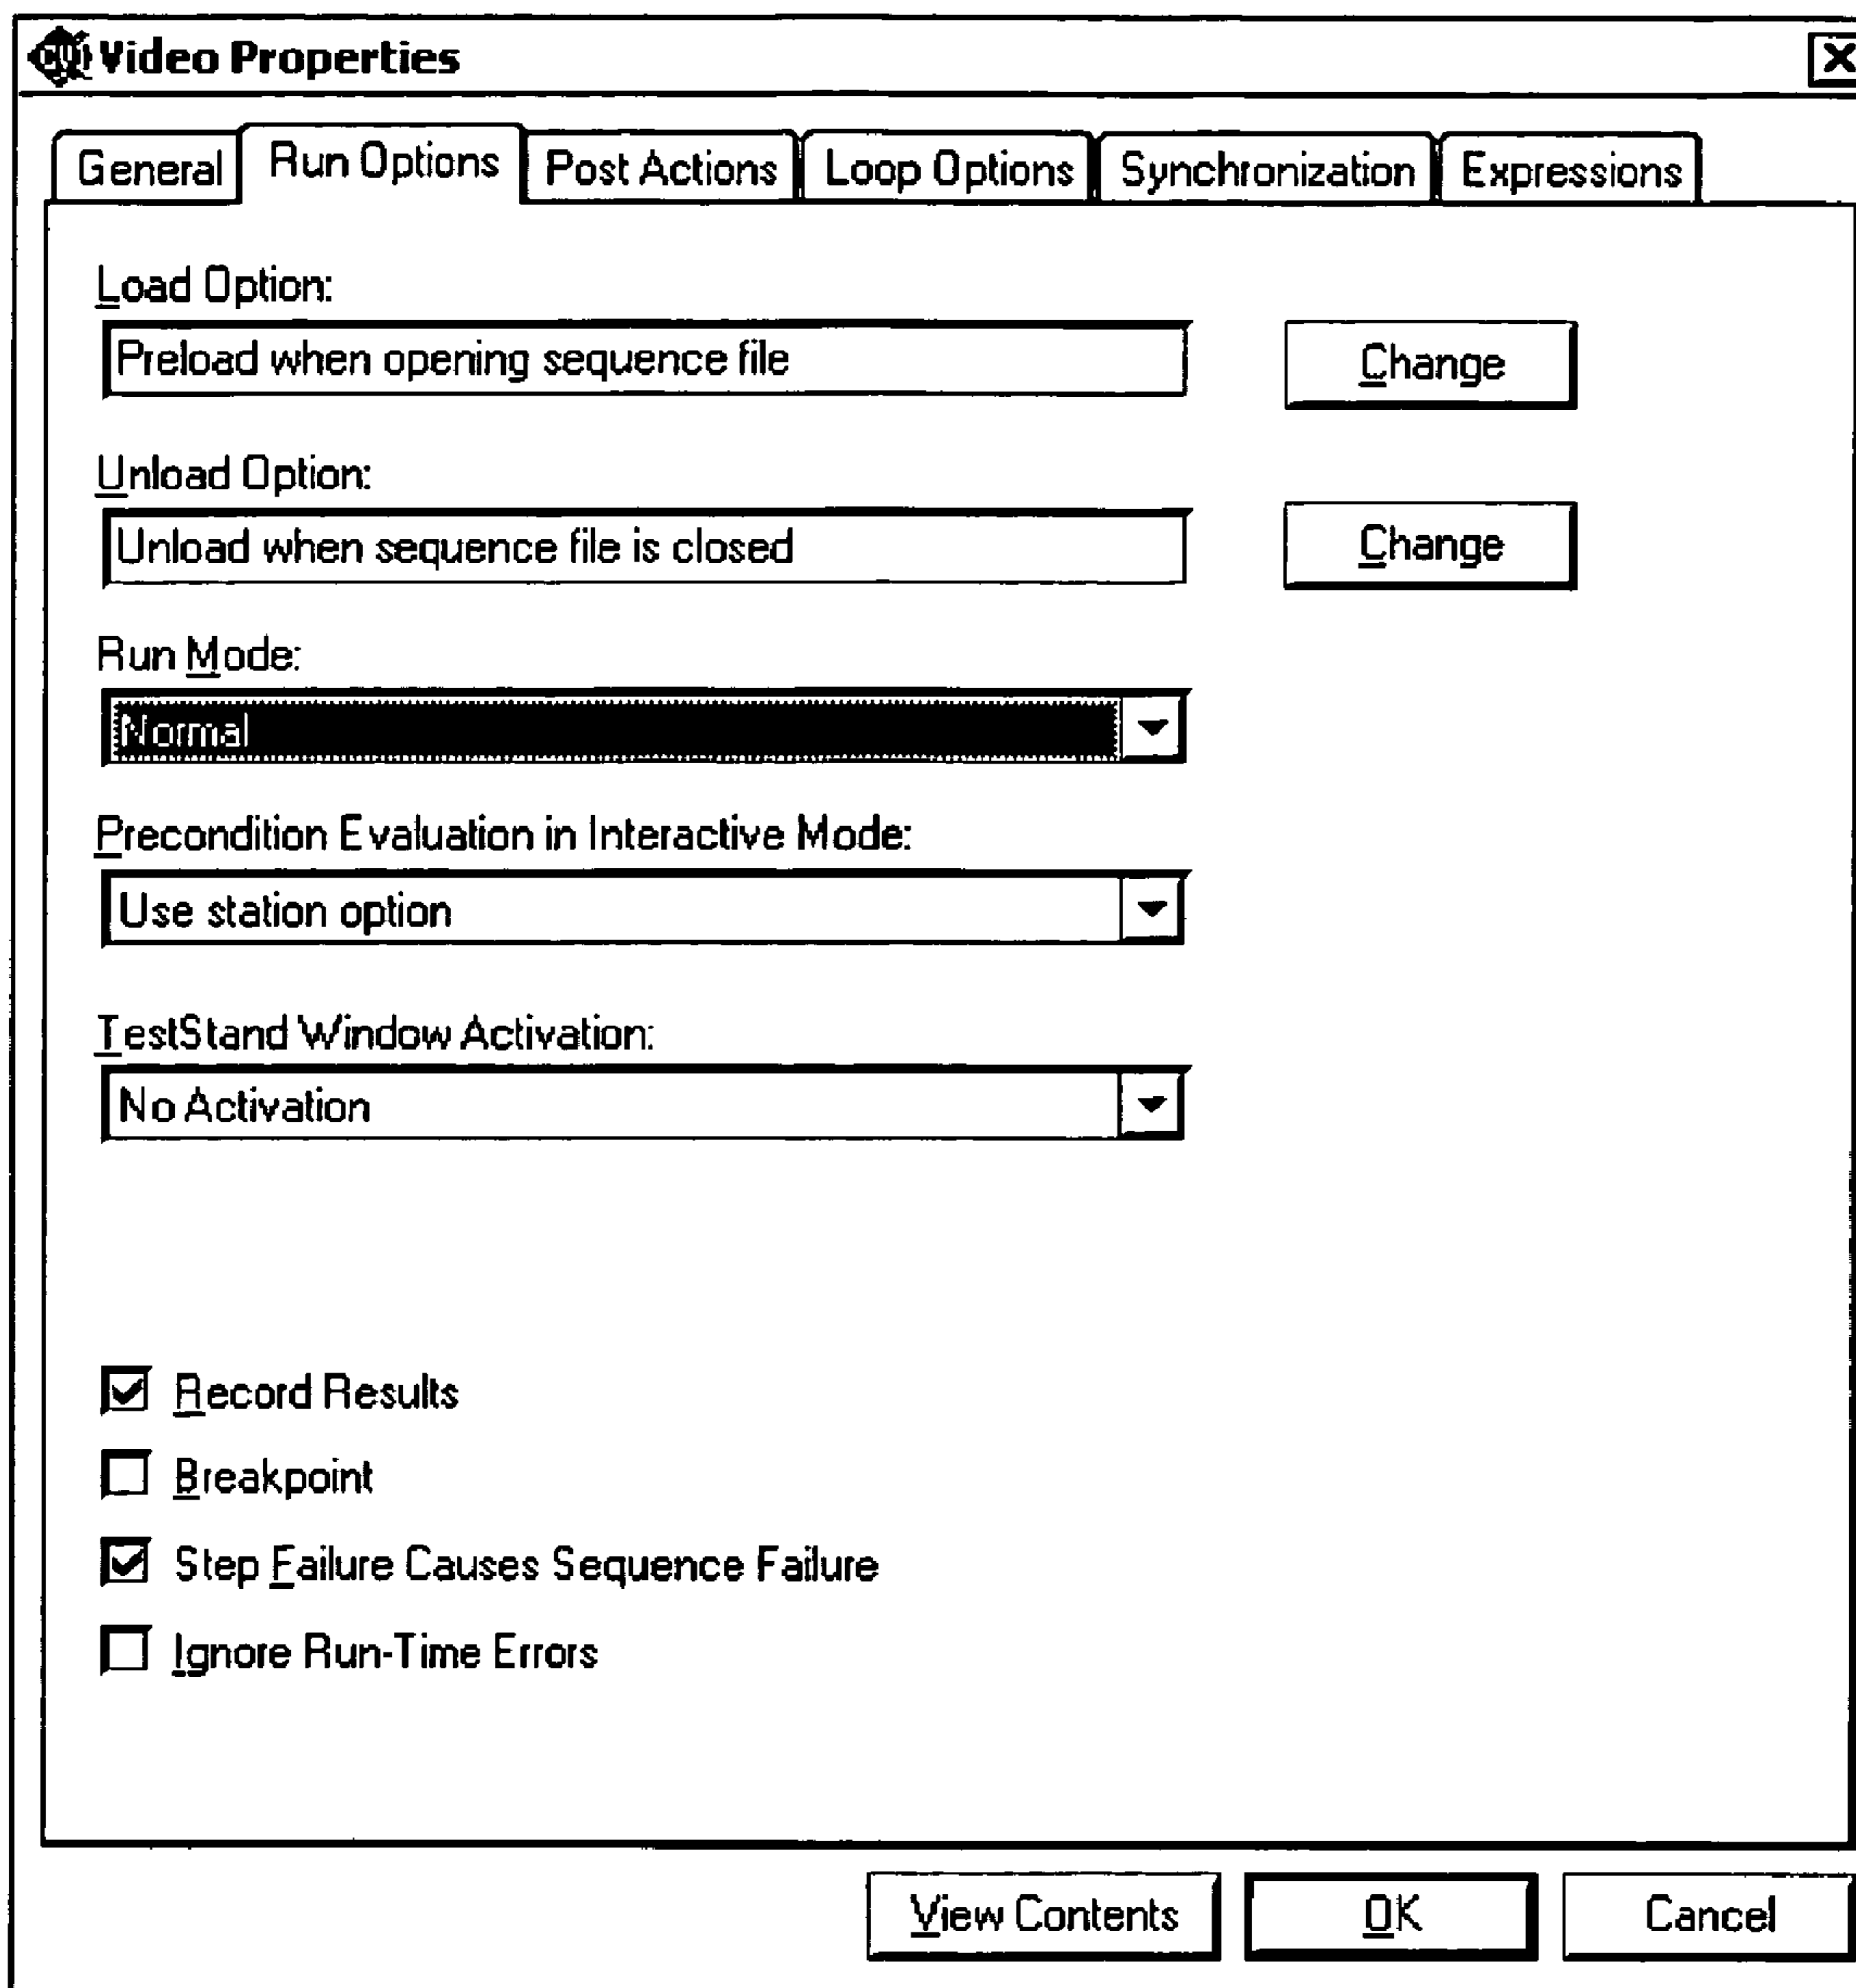 Video Properties
General Run Options Post Actions Loop Options Synchronization Expressions
Load Option:
Preload when opening sequence file Change
Unload Option:
Unload when sequence file is closed Change
Run Mode:
Normal
Precondition Evaluation in Interactive Mode:
Use station option
TestStand Window Activation:
No Activation
Record Results
Breakpoint
Step Failure Causes Sequence Failure
Ignore Run-Time Errors
View Contents OK Cancel